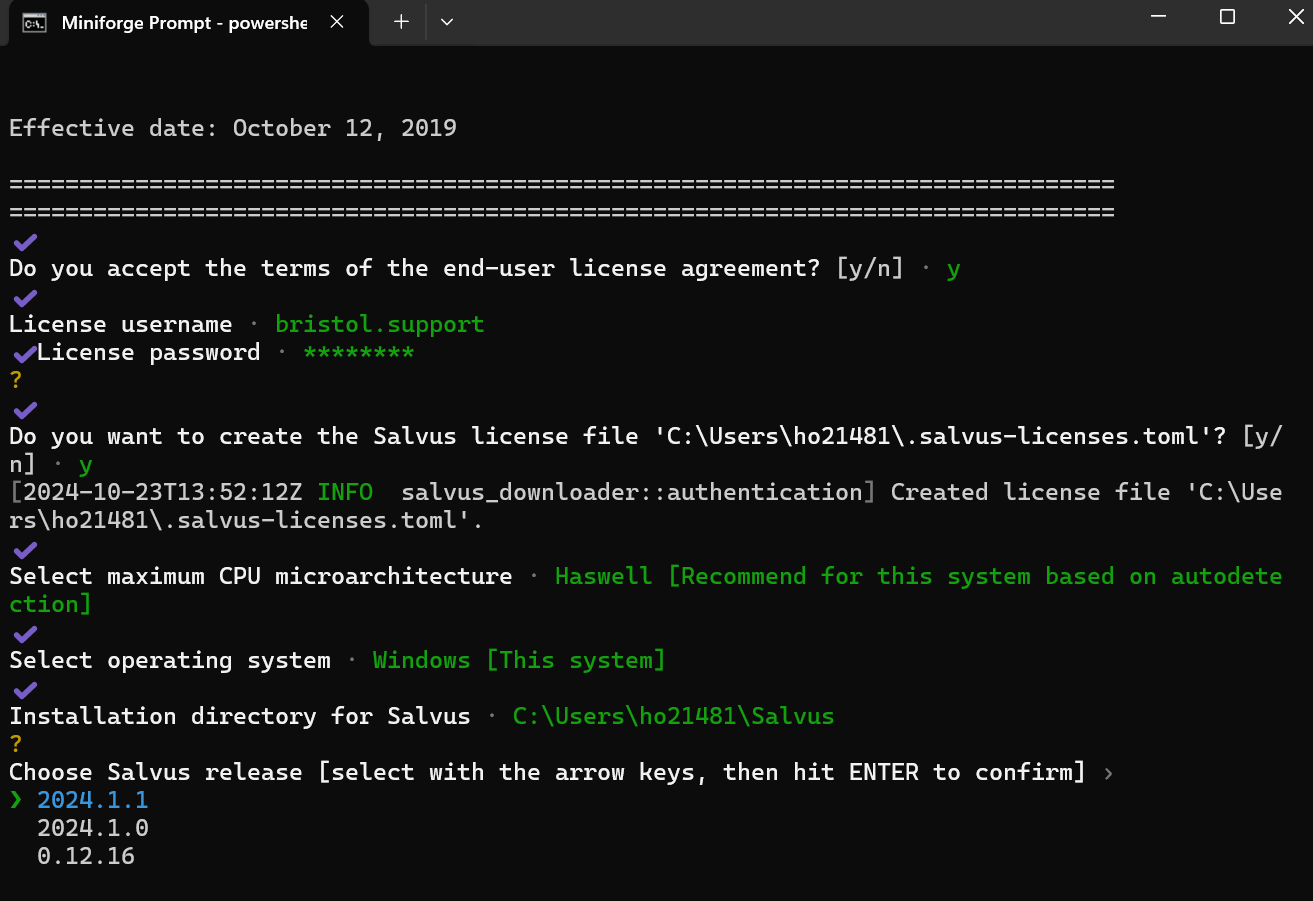 Miniforge Prompt - powershe
Effective date: October 12, 2019
===============================================================================
===============================================================================
✔
Do you accept the terms of the end-user license agreement? [y/n] · y
✔
License username · bristol.support
✔License password · ********
?
✔
Do you want to create the Salvus license file 'C:\Users\ho21481\.salvus-licenses.toml'? [y/
n] · y
[2024-10-23T13:52:12Z INFO  salvus_downloader::authentication] Created license file 'C:\Use
rs\ho21481\.salvus-licenses.toml'.
✔
Select maximum CPU microarchitecture · Haswell [Recommend for this system based on autodete
ction]
✔
Select operating system · Windows [This system]
✔
Installation directory for Salvus · C:\Users\ho21481\Salvus
?
Choose Salvus release [select with the arrow keys, then hit ENTER to confirm] ›
❯ 2024.1.1
2024.1.0
0.12.16